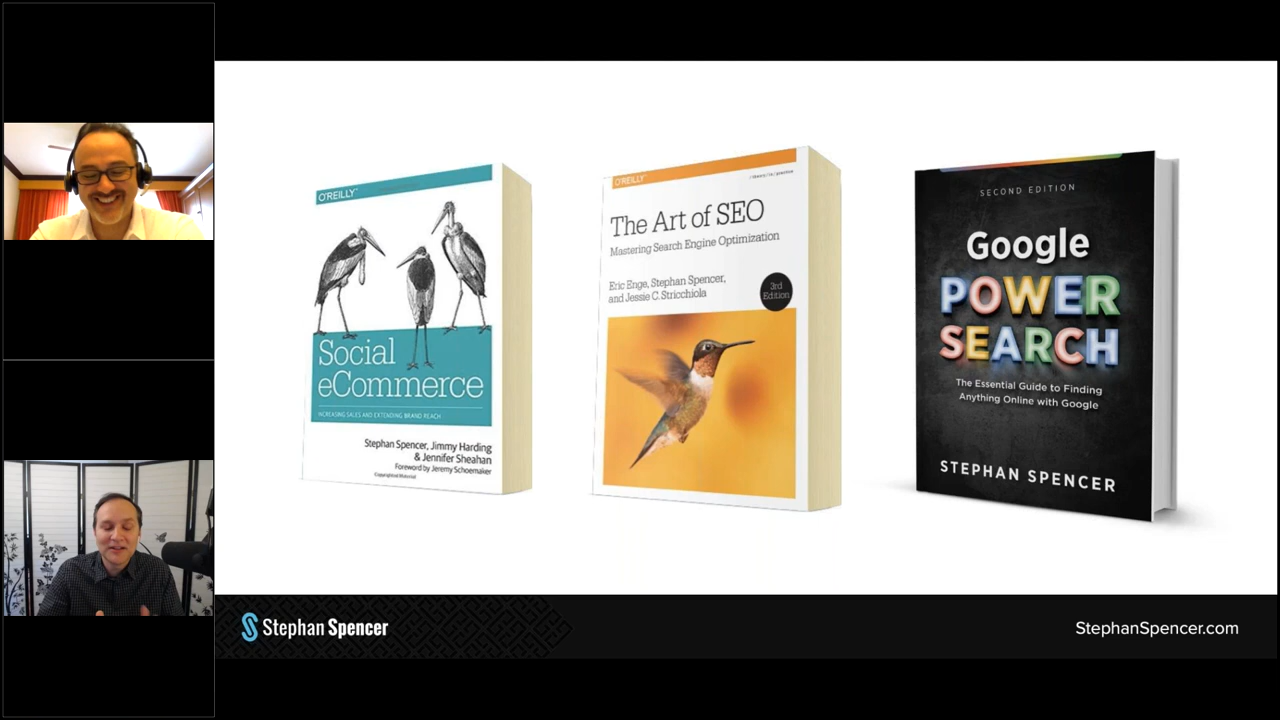 O'REILLY
Social
eCommerce
INCREASING SALES AND EXTENDING BRAND REACH
Stephan Spencer, Jimmy Harding
& Jennifer Sheahan
Foreword by Jeremy Schoemaker
Copyrighted Material
O'REILLY
The Art of SEO
Mastering Search Engine Optimization
Eric Enge, Stephan Spencer,
and Jessie C. Stricchiola
3rd
Edition
SECOND EDITION
Google
POWER
SEARCH
The Essential Guide to Finding
Anything Online with Google
STEPHAN SPENCER
Stephan Spencer
StephanSpencer.com